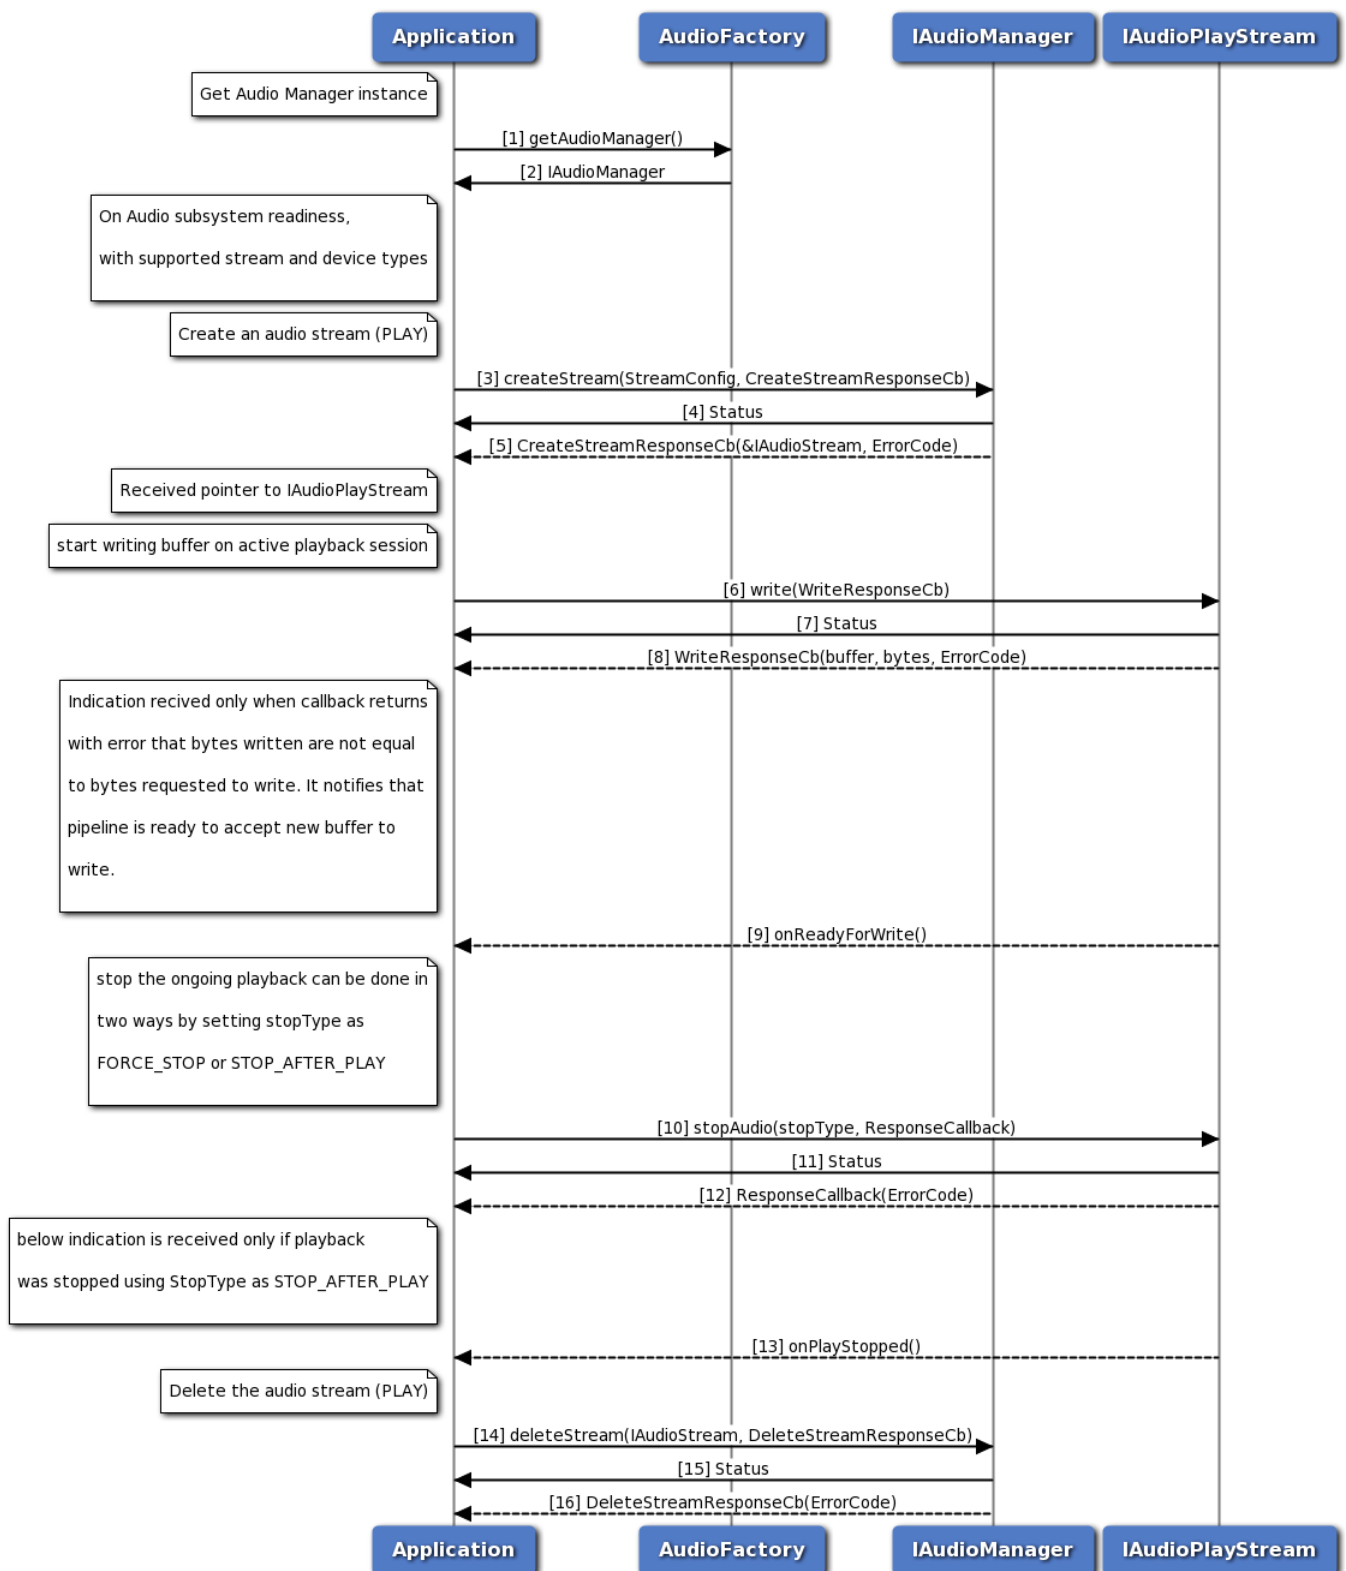 Application
AudioFactory
IAudioManager
IAudioPlayStream
Get Audio Manager instance
[1] getAudioManager()
[2] IAudioManager
On Audio subsystem readiness,
with supported stream and device types
Create an audio stream (PLAY)
[3] createStream(StreamConfig, CreateStreamResponseCb)
[4] Status
[5] CreateStreamResponseCb(&IAudioStream, ErrorCode)
Received pointer to IAudioPlayStream
start writing buffer on active playback session
[6] write(WriteResponseCb)
[7] Status
[8] WriteResponseCb(buffer, bytes, ErrorCode)
Indication recived only when callback returns
with error that bytes written are not equal
to bytes requested to write. It notifies that
pipeline is ready to accept new buffer to
write.
[9] onReadyForWrite()
stop the ongoing playback can be done in
two ways by setting stopType as
FORCE_STOP or STOP_AFTER_PLAY
[10] stopAudio(stopType, ResponseCallback)
[11] Status
[12] ResponseCallback(ErrorCode)
below indication is received only if playback
was stopped using StopType as STOP_AFTER_PLAY
[13] onPlayStopped()
Delete the audio stream (PLAY)
[14] deleteStream(IAudioStream, DeleteStreamResponseCb)
[15] Status
[16] DeleteStreamResponseCb(ErrorCode)
Application
AudioFactory
IAudioManager
IAudioPlayStream